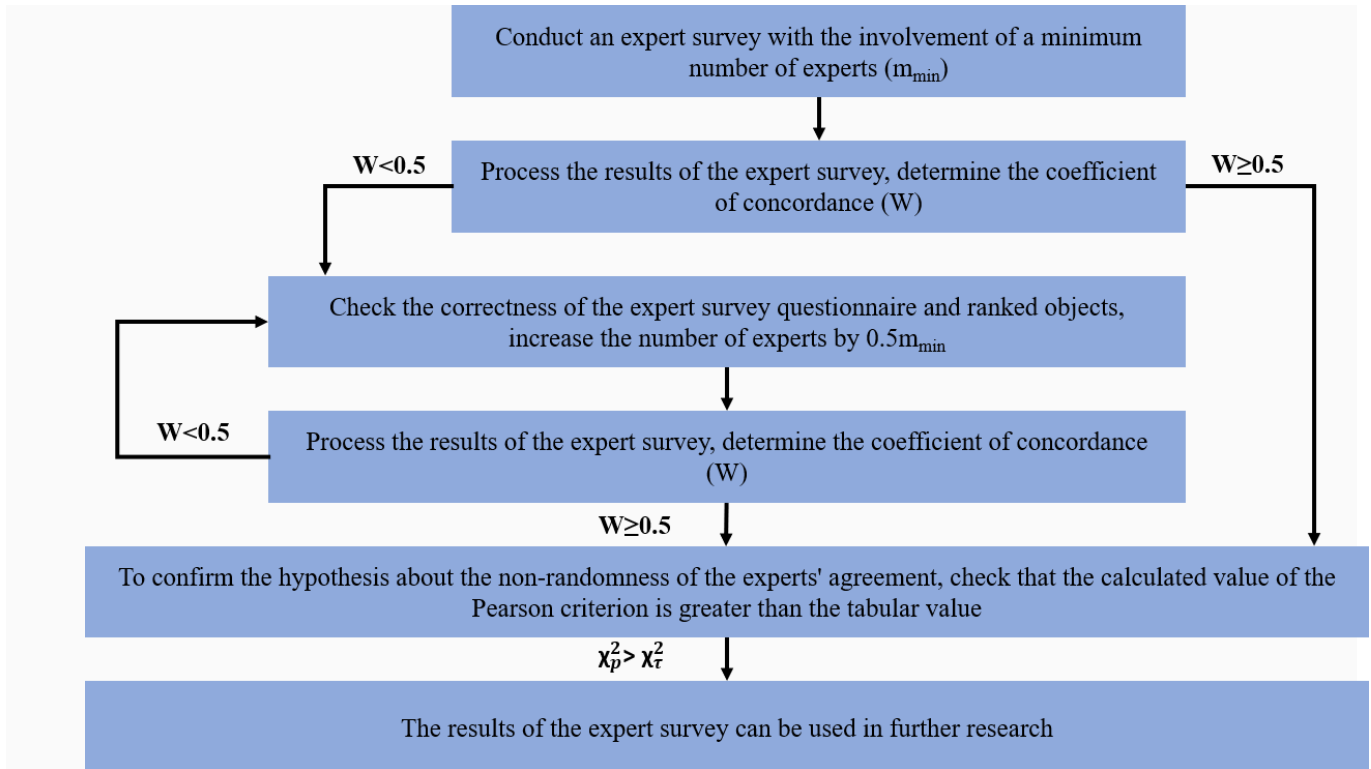 Conduct an expert survey with the involvement of a minimum
number of experts (mmin)
W<0.5
W≥0.5
Process the results of the expert survey, determine the coefficient
of concordance (W)
Check the correctness of the expert survey questionnaire and ranked objects,
increase the number of experts by 0.5mmin
W<0.5
Process the results of the expert survey, determine the coefficient of concordance
(W)
W≥0.5
To confirm the hypothesis about the non-randomness of the experts' agreement, check that the calculated value of the
Pearson criterion is greater than the tabular value
χ²p > χ²τ
The results of the expert survey can be used in further research